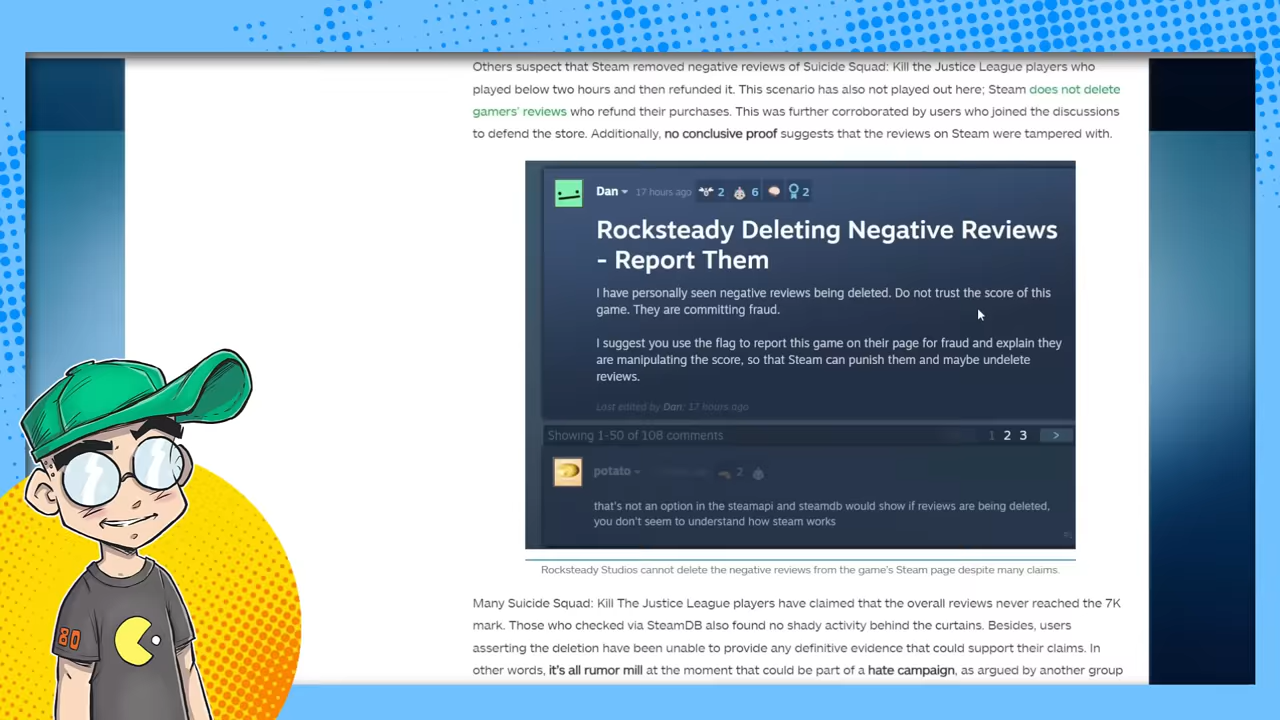 Others suspect that Steam removed negative reviews of Suicide Squad: Kill the Justice League players who
played below two hours and then refunded it. This scenario has also not played out here; Steam does not delete
gamers' reviews who refund their purchases. This was further corroborated by users who joined the discussions
to defend the store. Additionally, no conclusive proof suggests that the reviews on Steam were tampered with.
Dan 17 hours ago 2 6 2
Rocksteady Deleting Negative Reviews
- Report Them
I have personally seen negative reviews being deleted. Do not trust the score of this
game. They are committing fraud.
I suggest you use the flag to report this game on their page for fraud and explain they
are manipulating the score, so that Steam can punish them and maybe undelete
reviews.
Last edited by Dan; 17 hours ago
Showing 1-50 of 108 comments 1 2 3 >
potato 2
that's not an option in the steamapi and steamdb would show if reviews are being deleted,
you don't seem to understand how steam works
Rocksteady Studios cannot delete the negative reviews from the game's Steam page despite many claims.
Many Suicide Squad: Kill The Justice League players have claimed that the overall reviews never reached the 7K
mark. Those who checked via SteamDB also found no shady activity behind the curtains. Besides, users
asserting the deletion have been unable to provide any definitive evidence that could support their claims. In
other words, it's all rumor mill at the moment that could be part of a hate campaign, as argued by another group
80